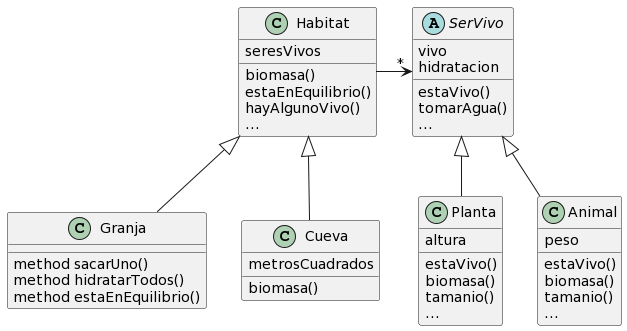 C Habitat
seresVivos
biomasa()
estaEnEquilibrio()
hayAlgunoVivo()
...
*
A SerVivo
vivo
hidratacion
estaVivo()
tomarAgua()
...
C Granja
method sacarUno()
method hidratarTodos()
method estaEnEquilibrio()
C Cueva
metrosCuadrados
biomasa()
C Planta
altura
estaVivo()
biomasa()
tamanio()
...
C Animal
peso
estaVivo()
biomasa()
tamanio()
...